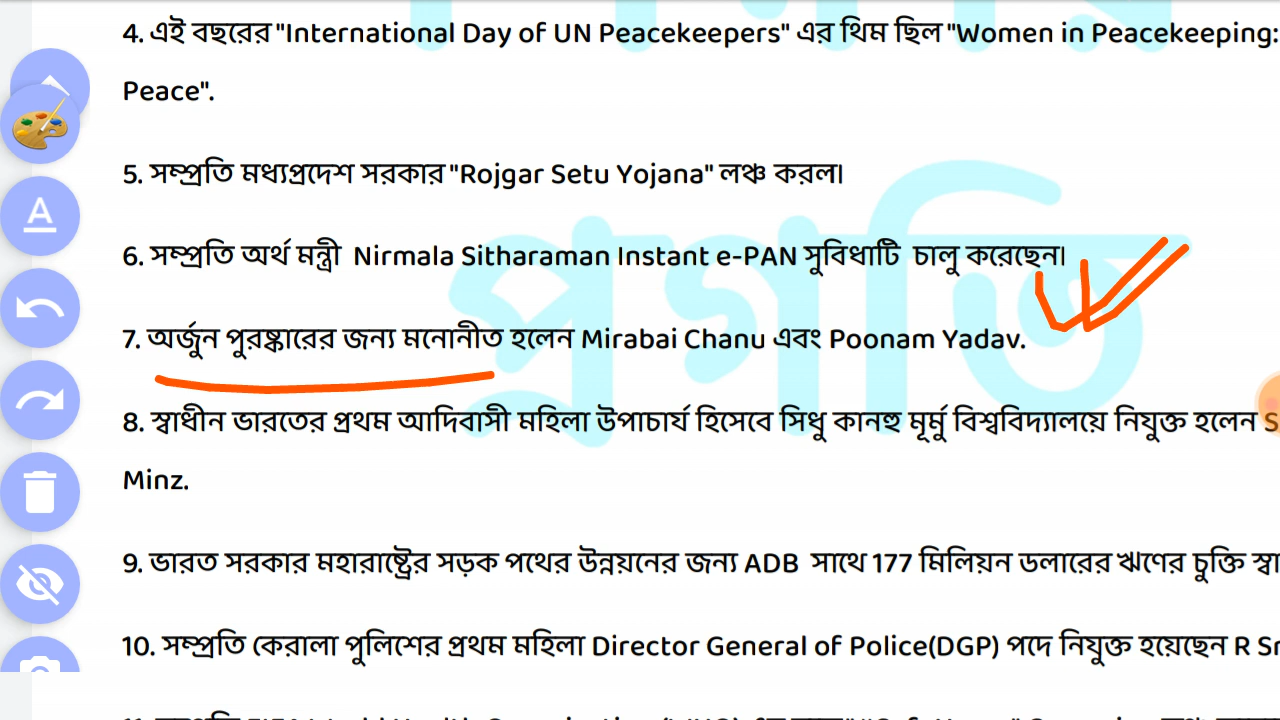 4. এই বছরের "International Day of UN Peacekeepers" এর থিম ছিল "Women in Peacekeeping:
Peace".
5. সম্প্রতি মধ্যপ্রদেশ সরকার "Rojgar Setu Yojana" লঞ্চ করল।
6. সম্প্রতি অর্থ মন্ত্রী Nirmala Sitharaman Instant e-PAN সুবিধাটি চালু করেছেন।
7. অর্জুন পুরষ্কারের জন্য মনোনীত হলেন Mirabai Chanu এবং Poonam Yadav.
8. স্বাধীন ভারতের প্রথম আদিবাসী মহিলা উপাচার্য হিসেবে সিধু কানহু মূর্মু বিশ্ববিদ্যালয়ে নিযুক্ত হলেন
Minz.
9. ভারত সরকার মহারাষ্ট্রের সড়ক পথের উন্নয়নের জন্য ADB সাথে 177 মিলিয়ন ডলারের ঋণের চুক্তি
10. সম্প্রতি কেরালা পুলিশের প্রথম মহিলা Director General of Police(DGP) পদে নিযুক্ত হয়েছেন R
প্রগতি